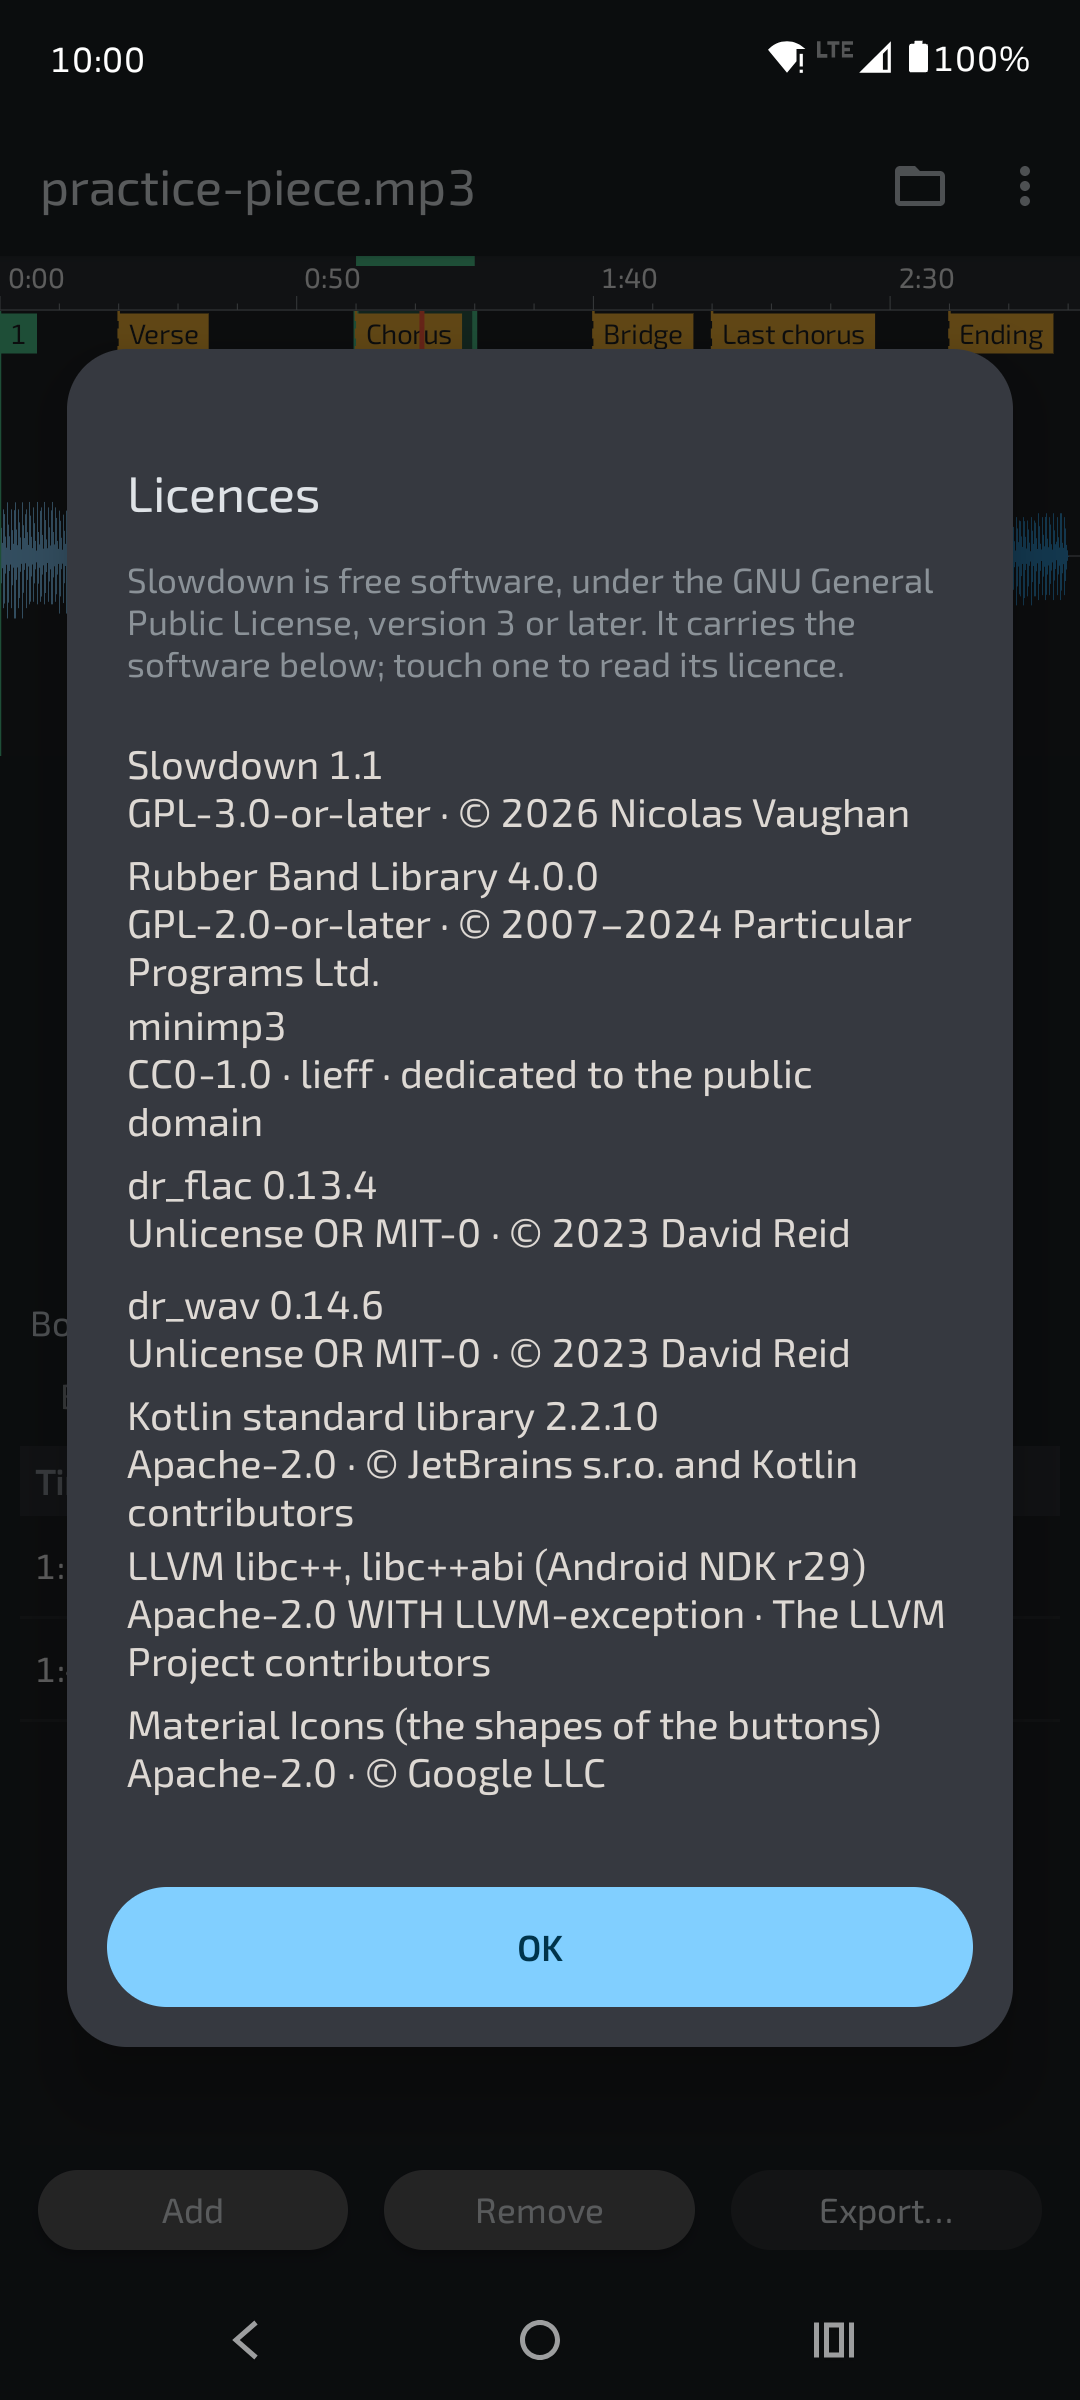 10:00
LTE
100%
practice-piece.mp3
0:00
0:50
1:40
2:30
1
Verse
Chorus
Bridge
Last chorus
Ending
Licences
Slowdown is free software, under the GNU General
Public License, version 3 or later. It carries the
software below; touch one to read its licence.
Slowdown 1.1
GPL-3.0-or-later · © 2026 Nicolas Vaughan
Rubber Band Library 4.0.0
GPL-2.0-or-later · © 2007–2024 Particular
Programs Ltd.
minimp3
CC0-1.0 · lieff · dedicated to the public
domain
dr_flac 0.13.4
Unlicense OR MIT-0 · © 2023 David Reid
dr_wav 0.14.6
Unlicense OR MIT-0 · © 2023 David Reid
Kotlin standard library 2.2.10
Apache-2.0 · © JetBrains s.r.o. and Kotlin
contributors
LLVM libc++, libc++abi (Android NDK r29)
Apache-2.0 WITH LLVM-exception · The LLVM
Project contributors
Material Icons (the shapes of the buttons)
Apache-2.0 · © Google LLC
OK
Add
Remove
Export…